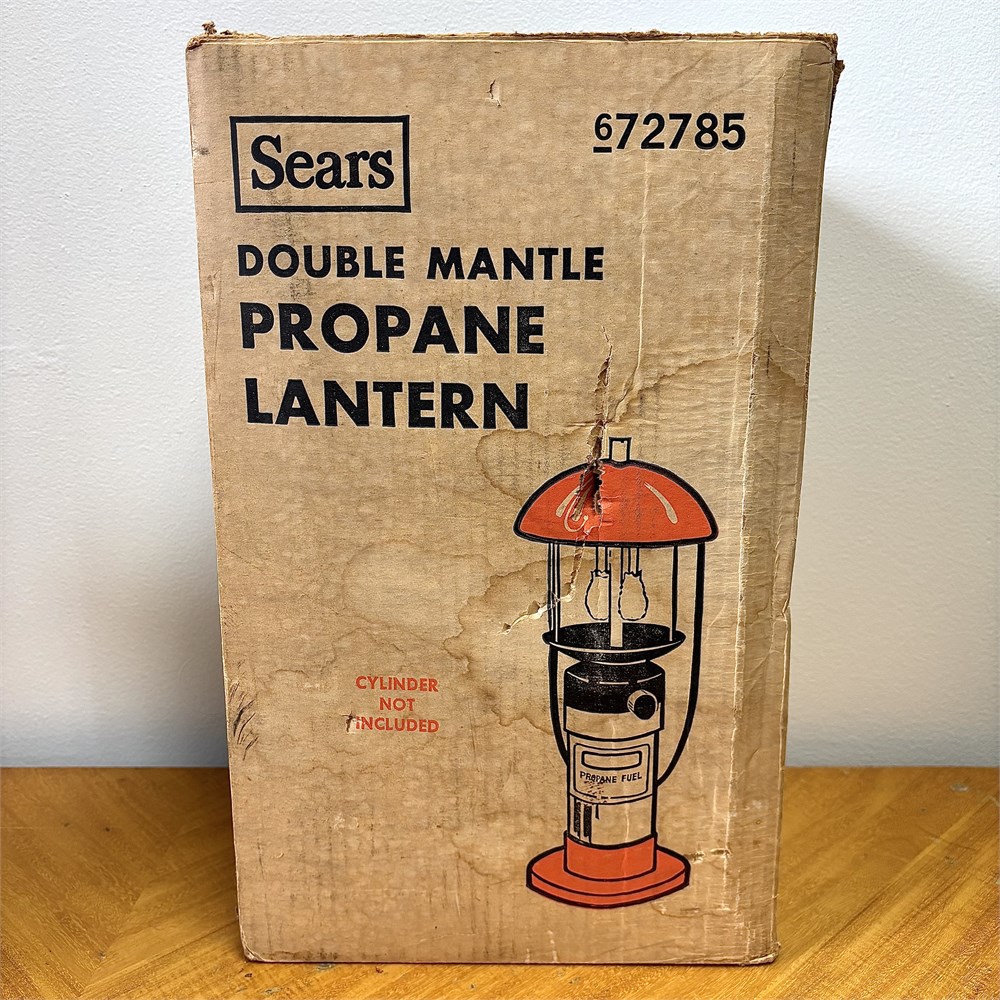 Sears
672785
DOUBLE MANTLE
PROPANE
LANTERN
CYLINDER
NOT
INCLUDED
PROPANE FUEL